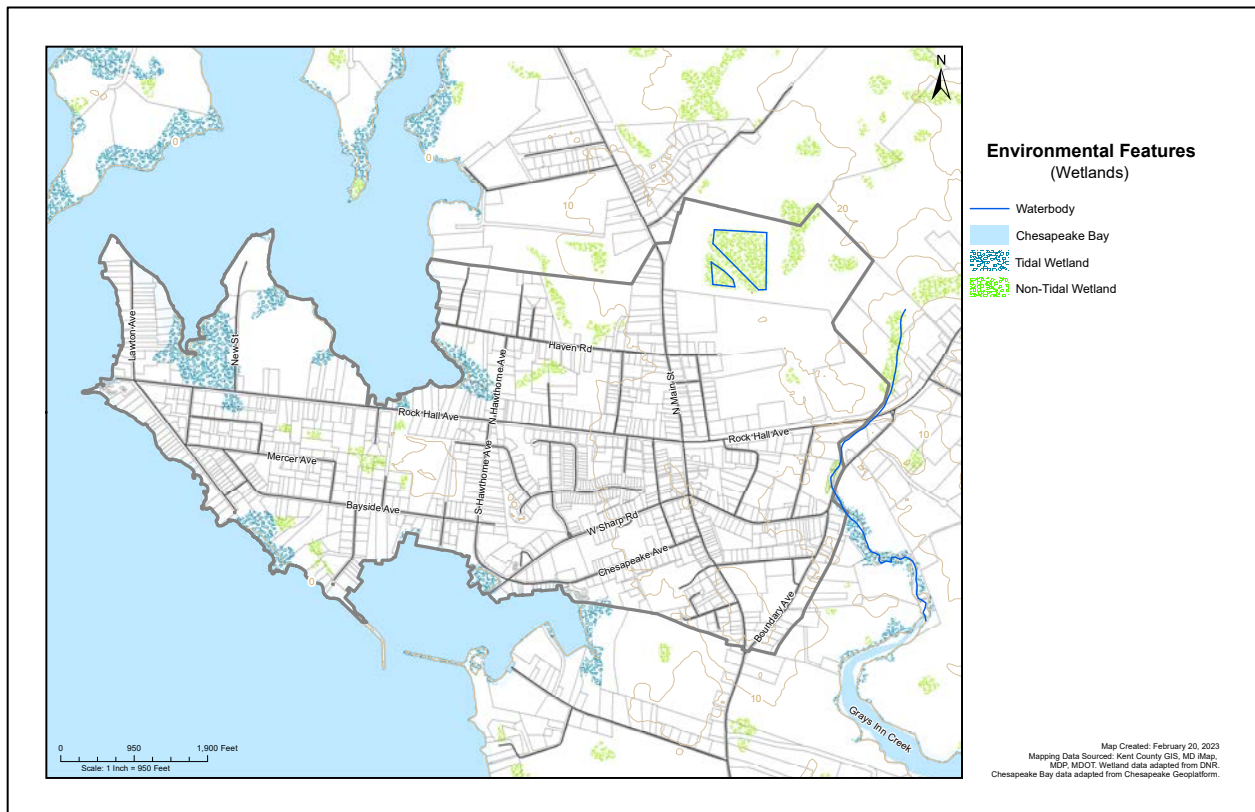 N
0
0
20
10
Lawton Ave
New St
Haven Rd
N Hawthorne Ave
N Main St
Rock Hall Ave
Rock Hall Ave
10
Mercer Ave
S Hawthorne Ave
Bayside Ave
W Sharp Rd
Chesapeake Ave
0
Boundary Ave
10
Grays Inn Creek
0 950 1,900 Feet
Scale: 1 Inch = 950 Feet
Environmental Features
(Wetlands)
Waterbody
Chesapeake Bay
Tidal Wetland
Non-Tidal Wetland
Map Created: February 20, 2023
Mapping Data Sourced: Kent County GIS, MD iMap,
MDP, MDOT. Wetland data adapted from DNR.
Chesapeake Bay data adapted from Chesapeake Geoplatform.